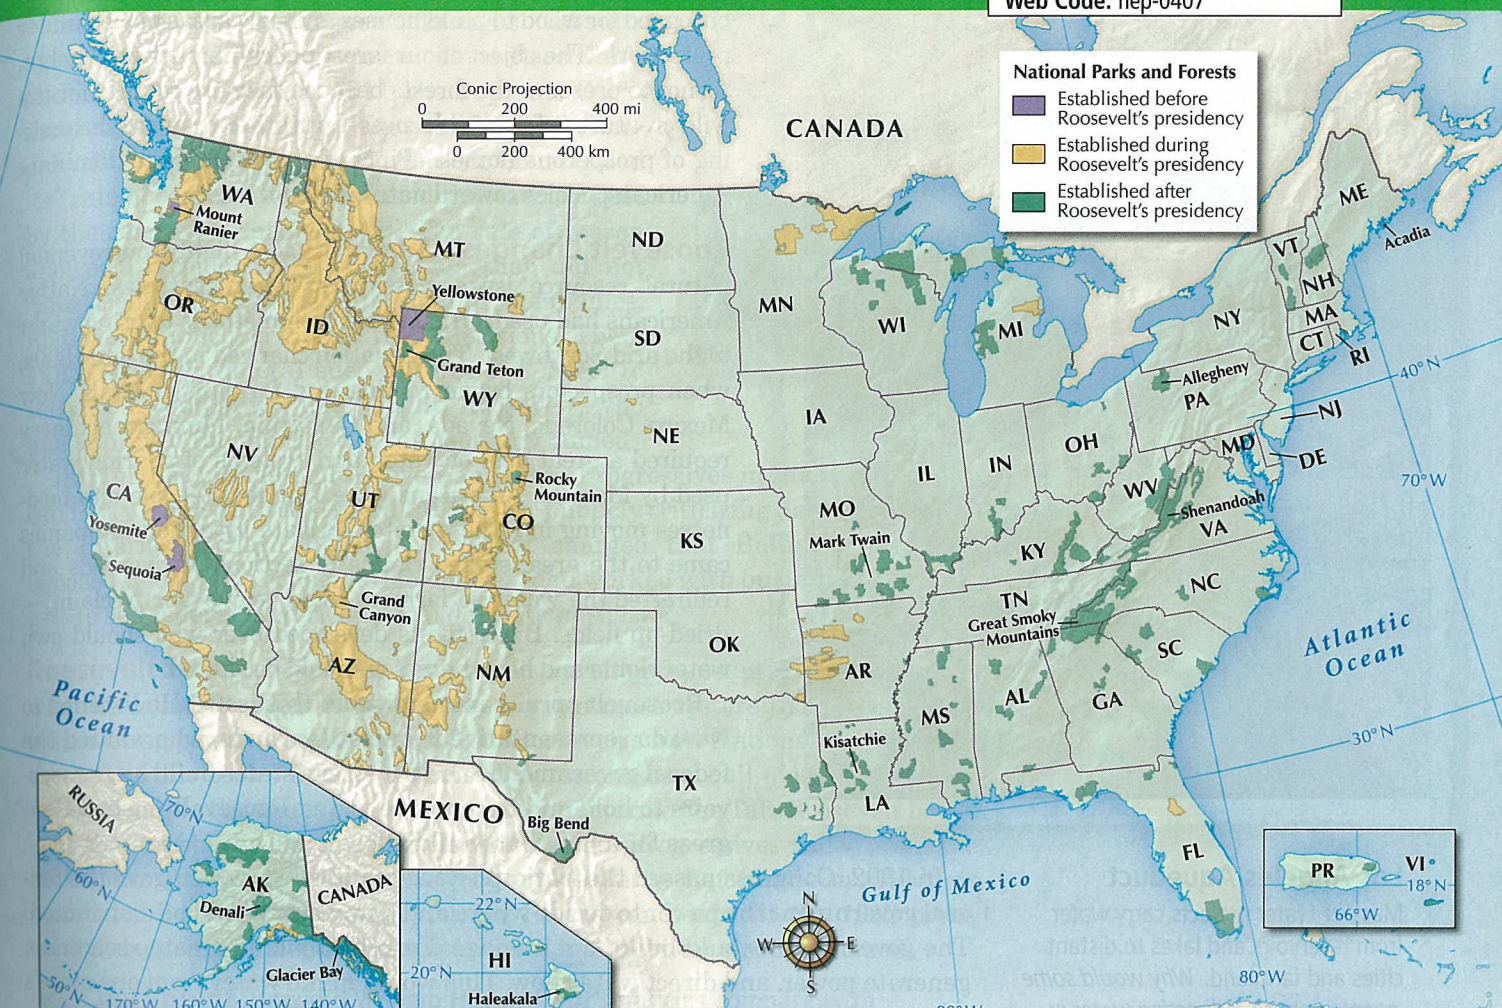 Web Code: nep-0407
Conic Projection
0 200 400 mi
0 200 400 km
National Parks and Forests
Established before
Roosevelt's presidency
Established during
Roosevelt's presidency
Established after
Roosevelt's presidency
CANADA
WA
Mount
Ranier
MT
ND
MN
ME
Acadia
VT
NH
MA
CT
RI
NY
OR
ID
Yellowstone
Grand Teton
WY
SD
WI
MI
Allegheny
PA
40°N
NJ
MD
DE
NE
IA
IL
IN
OH
WV
70°W
NV
UT
CA
Yosemite
Sequoia
Rocky
Mountain
CO
KS
MO
Mark Twain
KY
Shenandoah
VA
Grand
Canyon
AZ
NM
OK
AR
TN
Great Smoky
Mountains
NC
SC
Atlantic
Ocean
Pacific
Ocean
TX
Kisatchie
LA
MS
AL
GA
30°N
MEXICO
Big Bend
FL
Gulf of Mexico
N
W E
S
80°W
RUSSIA
70°N
60°N
50°N
AK
CANADA
Denali
Glacier Bay
170°W 160°W 150°W 140°W
22°N
20°N
HI
Haleakala
PR
VI
18°N
66°W